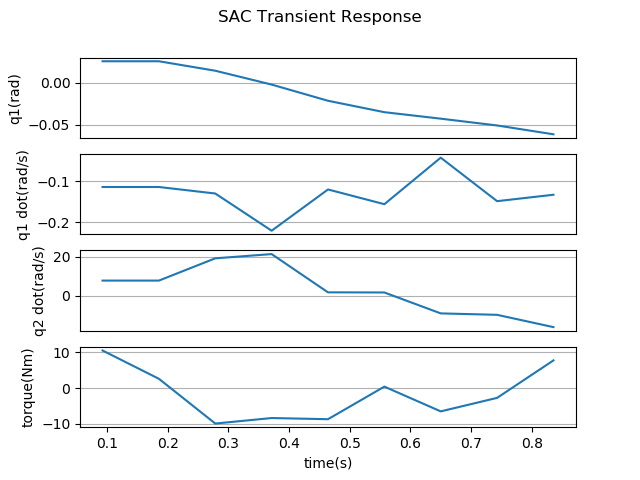 SAC Transient Response
q1(rad)
0.00
−0.05
q1 dot(rad/s)
−0.1
−0.2
q2 dot(rad/s)
20
0
torque(Nm)
10
0
−10
0.1 0.2 0.3 0.4 0.5 0.6 0.7 0.8
time(s)